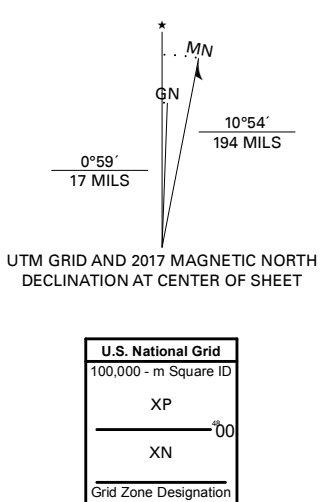 ★
MN
GN
10°54´
194 MILS
0°59´
17 MILS
UTM GRID AND 2017 MAGNETIC NORTH
DECLINATION AT CENTER OF SHEET
U.S. National Grid
100,000 - m Square ID
XP
⁴⁸00
XN
Grid Zone Designation